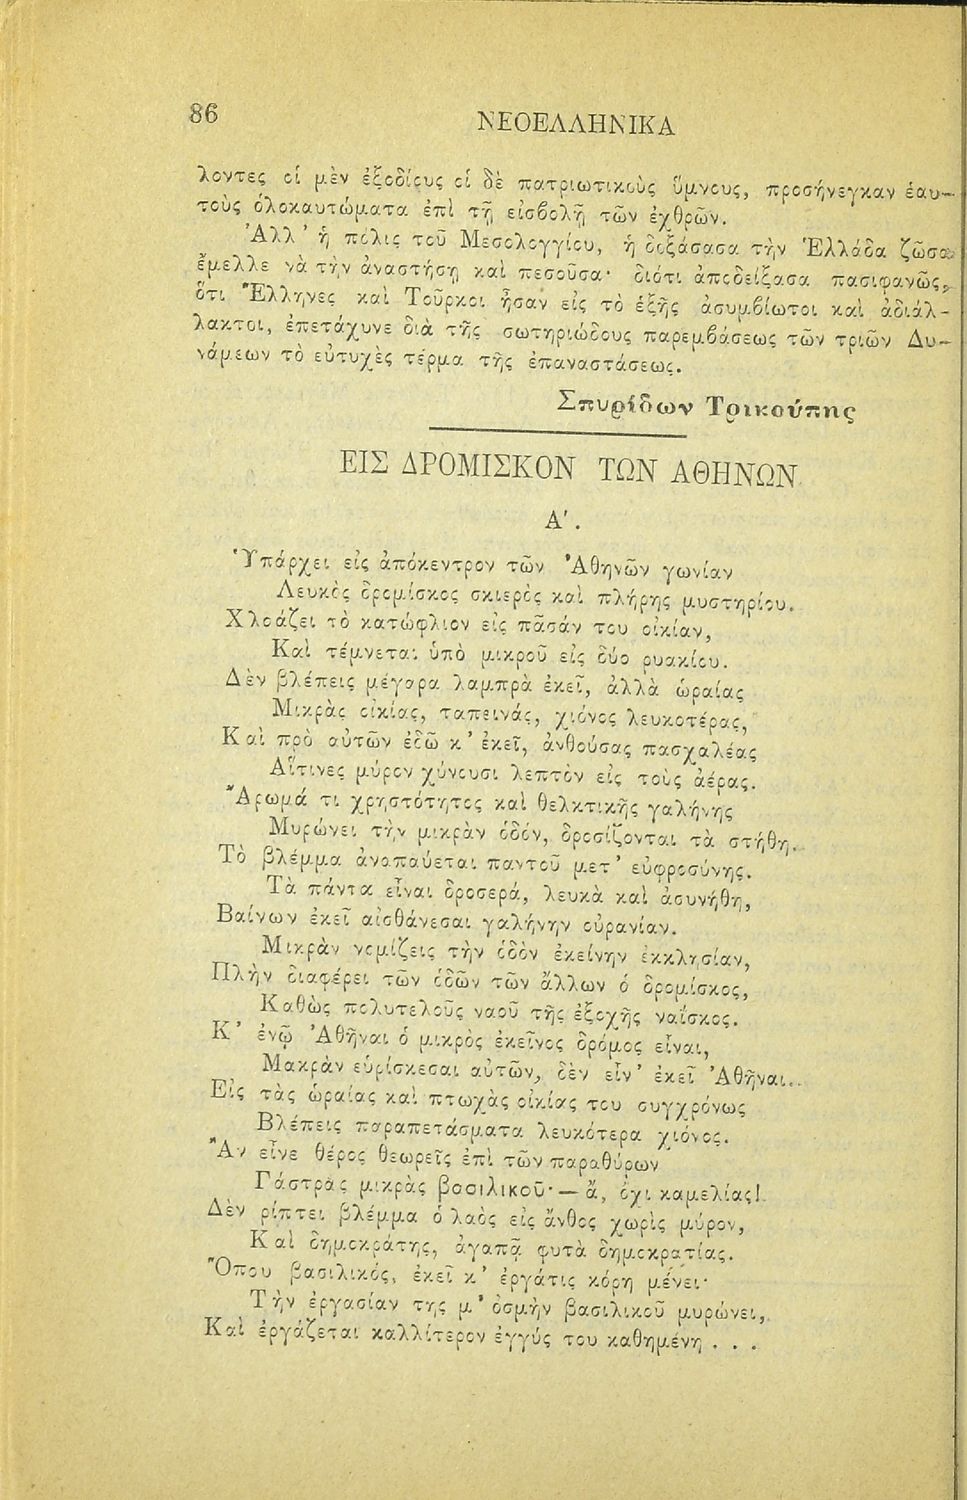 86
ΝΕΟΕΛΛΗΝΙΚΑ
λοντες οἱ μὲν ἐξοδίους οἱ δὲ πατριωτικοὺς ὕμνους, προσήνεγκαν ἑαυ—
τοὺς ὁλοκαυτώματα ἐπὶ τῇ εἰσβολῇ τῶν ἐχθρῶν.
Ἀλλ' ἡ πόλις τοῦ Μεσολογγίου, ἡ δοξάσασα τὴν Ἑλλάδα ζῶσα,
ἔμελλε νὰ τὴν ἀναστήσῃ καὶ πεσοῦσα· διότι ἀποδείξασα πασιφανῶς,
ὅτι Ἕλληνες καὶ Τοῦρκοι ἦσαν εἰς τὸ ἑξῆς ἀσυμβίωτοι καὶ ἀδιάλ-
λακτοι, ἐπετάχυνε διὰ τῆς σωτηριώδους παρεμβάσεως τῶν τριῶν Δυ—
νάμεων τὸ εὐτυχὲς τέρμα τῆς ἐπαναστάσεως.
Σπυρίδων Τρικούπης
ΕΙΣ ΔΡΟΜΙΣΚΟΝ ΤΩΝ ΑΘΗΝΩΝ
Α'.
Ὑπάρχει εἰς ἀπόκεντρον τῶν Ἀθηνῶν γωνίαν
Λευκὸς δρομίσκος σκιερὸς καὶ πλήρης μυστηρίου.
Χλοάζει τὸ κατώφλιον εἰς πᾶσάν του οἰκίαν,
Καὶ τέμνεται ὑπὸ μικροῦ εἰς δύο ρυακίου.
Δὲν βλέπεις μέγαρα λαμπρὰ ἐκεῖ, ἀλλὰ ὡραίας
Μικρὰς οἰκίας, ταπεινάς, χιόνος λευκοτέρας,
Καὶ πρὸ αὐτῶν ἐδῶ κ' ἐκεῖ, ἀνθούσας πασχαλέας
Αἵτινες μύρον χύνουσι λεπτὸν εἰς τοὺς ἀέρας.
Ἄρωμά τι χρηστότητος καὶ θελκτικῆς γαλήνης
Μυρώνει τὴν μικρὰν ὁδόν, δροσίζονται τὰ στήθη.
Τὸ βλέμμα ἀναπαύεται παντοῦ μετ' εὐφροσύνης.
Τὰ πάντα εἶναι δροσερά, λευκὰ καὶ ἀσυνήθη,
Βαίνων ἐκεῖ αἰσθάνεσαι γαλήνην οὐρανίαν.
Μικρὰν νομίζεις τὴν ὁδὸν ἐκείνην ἐκκλησίαν,
Πλὴν διαφέρει τῶν ὁδῶν τῶν ἄλλων ὁ δρομίσκος,
Καθὼς πολυτελοῦς ναοῦ τῆς ἐξοχῆς ναΐσκος.
Κ' ἐνῷ Ἀθῆναι ὁ μικρὸς ἐκεῖνος δρόμος εἶναι,
Μακρὰν εὑρίσκεσαι αὐτῶν, δὲν εἶν' ἐκεῖ Ἀθῆναι..
Εἰς τὰς ὡραίας καὶ πτωχὰς οἰκίας του συγχρόνως
Βλέπεις παραπετάσματα λευκότερα χιόνος.
Ἂν εἶνε θέρος θεωρεῖς ἐπὶ τῶν παραθύρων
Γάστρας μικρὰς βασιλικοῦ·— ἄ, ὄχι καμελίας!
Δὲν ρίπτει βλέμμα ὁ λαὸς εἰς ἄνθος χωρὶς μύρον,
Καὶ δημοκράτης, ἀγαπᾷ φυτὰ δημοκρατίας.
Ὅπου βασιλικός, ἐκεῖ κ' ἐργάτις κόρη μένει·
Τὴν ἐργασίαν της μ' ὀσμὴν βασιλικοῦ μυρώνει,
Καὶ ἐργάζεται καλλίτερον ἐγγύς του καθημένη . . .